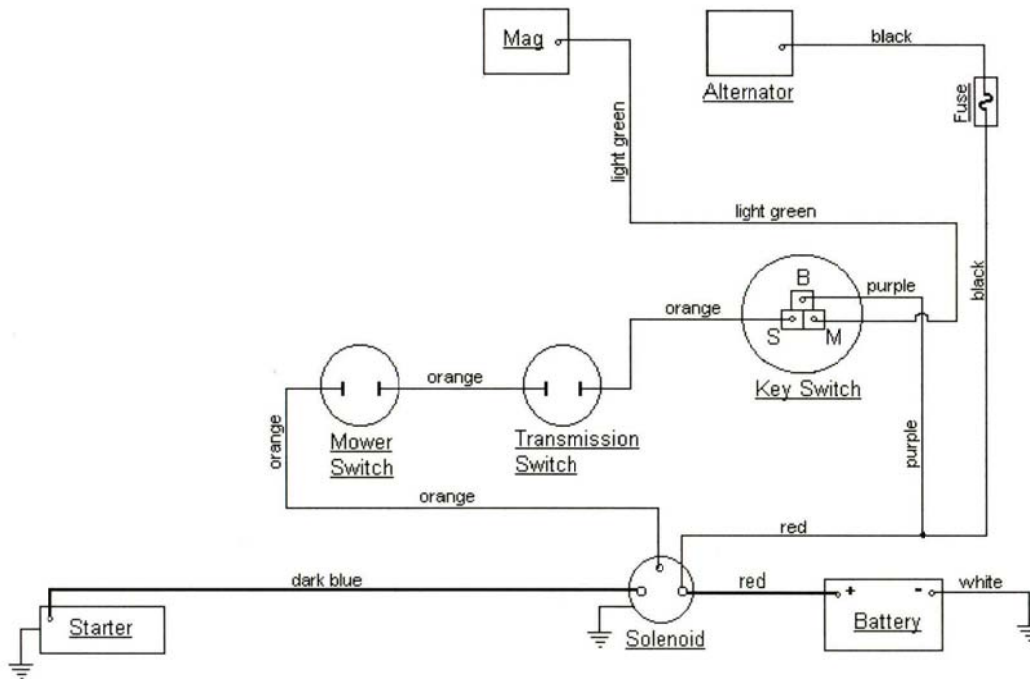 Mag
black
Alternator
Fuse
light green
light green
black
B
purple
orange
S
M
Key Switch
orange
Mower
Switch
Transmission
Switch
orange
purple
orange
red
dark blue
red
+
-
white
Starter
Solenoid
Battery